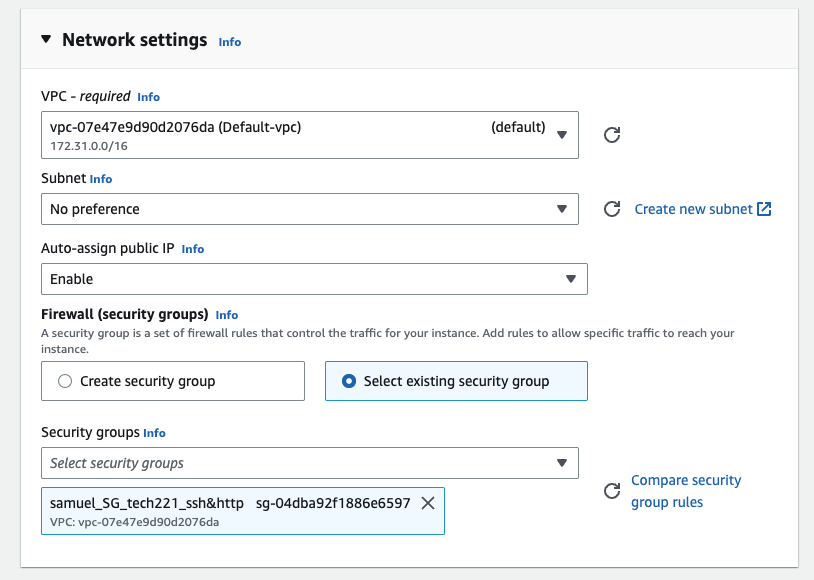 Network settings Info
VPC - required Info
vpc-07e47e9d90d2076da (Default-vpc) (default)
172.31.0.0/16
Subnet Info
No preference
Create new subnet
Auto-assign public IP Info
Enable
Firewall (security groups) Info
A security group is a set of firewall rules that control the traffic for your instance. Add rules to allow specific traffic to reach your
instance.
Create security group
Select existing security group
Security groups Info
Select security groups
Compare security
group rules
samuel_SG_tech221_ssh&http sg-04dba92f1886e6597
VPC: vpc-07e47e9d90d2076da